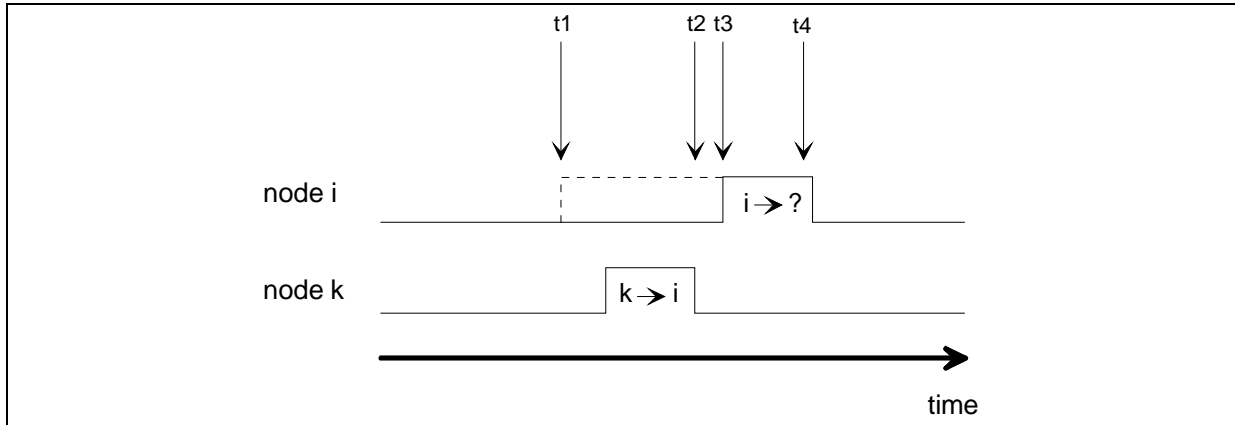 t1 t2 t3 t4
node i
i → ?
node k
k → i
time